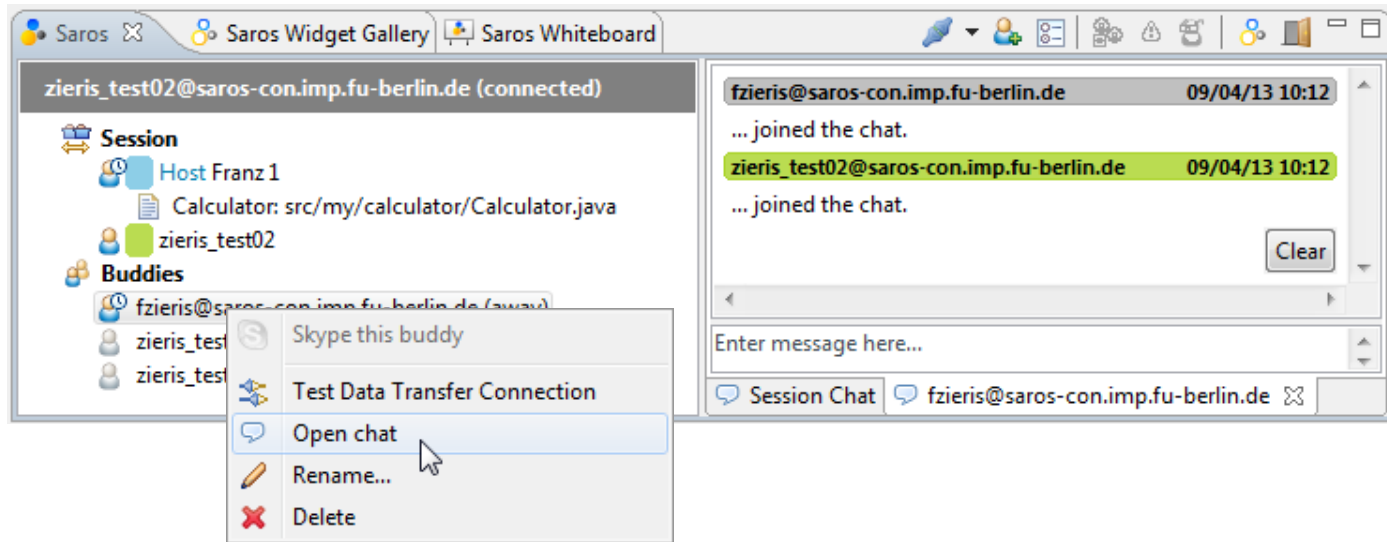 Saros
Saros Widget Gallery
Saros Whiteboard
zieris_test02@saros-con.imp.fu-berlin.de (connected)
Session
Host Franz 1
Calculator: src/my/calculator/Calculator.java
zieris_test02
Buddies
fzieris@saros-con.imp.fu-berlin.de (away)
zieris_test
zieris_test
Skype this buddy
Test Data Transfer Connection
Open chat
Rename...
Delete
fzieris@saros-con.imp.fu-berlin.de 09/04/13 10:12
... joined the chat.
zieris_test02@saros-con.imp.fu-berlin.de 09/04/13 10:12
... joined the chat.
Clear
Enter message here...
Session Chat
fzieris@saros-con.imp.fu-berlin.de